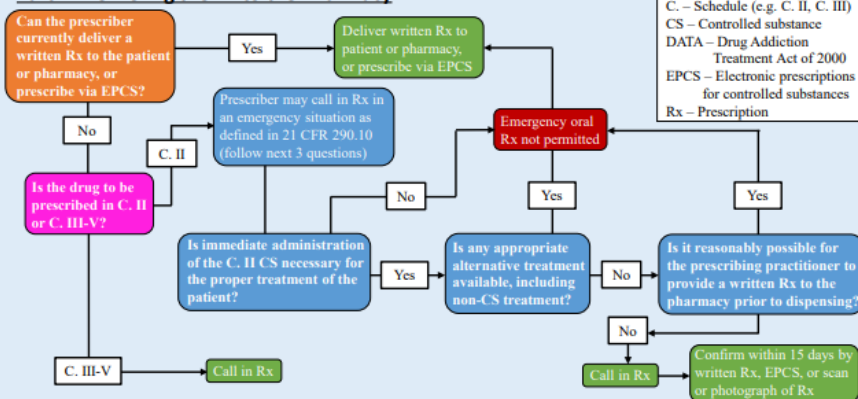 C. – Schedule (e.g. C. II, C. III)
CS – Controlled substance
DATA – Drug Addiction
Treatment Act of 2000
EPCS – Electronic prescriptions
for controlled substances
Rx – Prescription
Can the prescriber
currently deliver a
written Rx to the patient
or pharmacy, or
prescribe via EPCS?
Yes
Deliver written Rx to
patient or pharmacy,
or prescribe via EPCS
No
C. II
Prescriber may call in Rx in
an emergency situation as
defined in 21 CFR 290.10
(follow next 3 questions)
Emergency oral
Rx not permitted
Is the drug to be
prescribed in C. II
or C. III-V?
No
Yes
Yes
Is immediate administration
of the C. II CS necessary for
the proper treatment of the
patient?
Yes
Is any appropriate
alternative treatment
available, including
non-CS treatment?
No
Is it reasonably possible for
the prescribing practitioner to
provide a written Rx to the
pharmacy prior to dispensing?
No
C. III-V
Call in Rx
Call in Rx
Confirm within 15 days by
written Rx, EPCS, or scan
or photograph of Rx